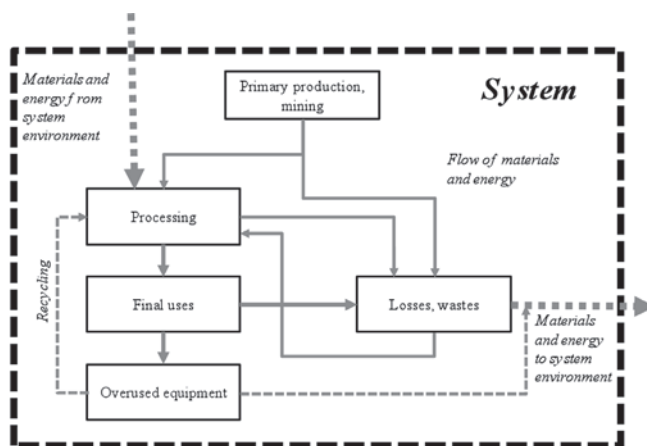 Materials and
energy from
system
environment
Primary production,
mining
System
Flow of materials
and energy
Processing
Recycling
Final uses
Losses, wastes
Materials
and energy
to system
environment
Overused equipment